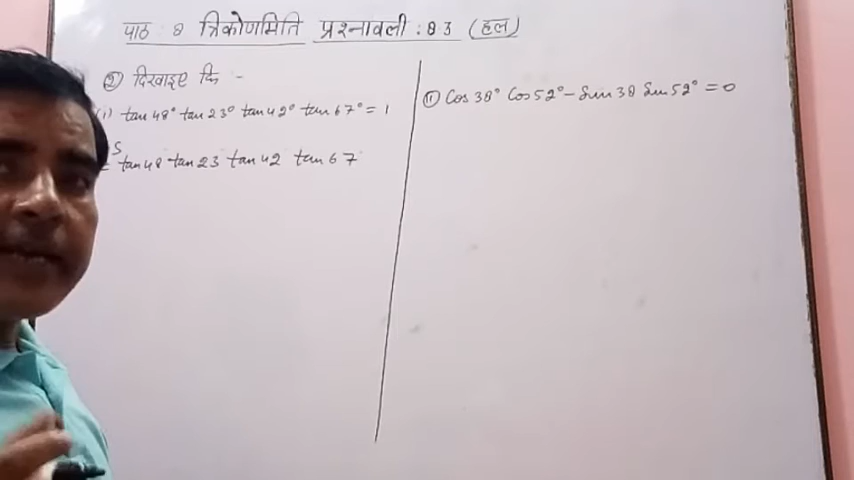 पाठ 8 त्रिकोणमिति प्रश्नावली : 8 3 (हल)
② दिखाइए कि -
(i) tan 48° tan 23° tan 42° tan 67° = 1
S
= tan 48 tan 23 tan 42 tan 67
(ii) Cos 38° Cos 52° - Sin 38 Sin 52° = 0